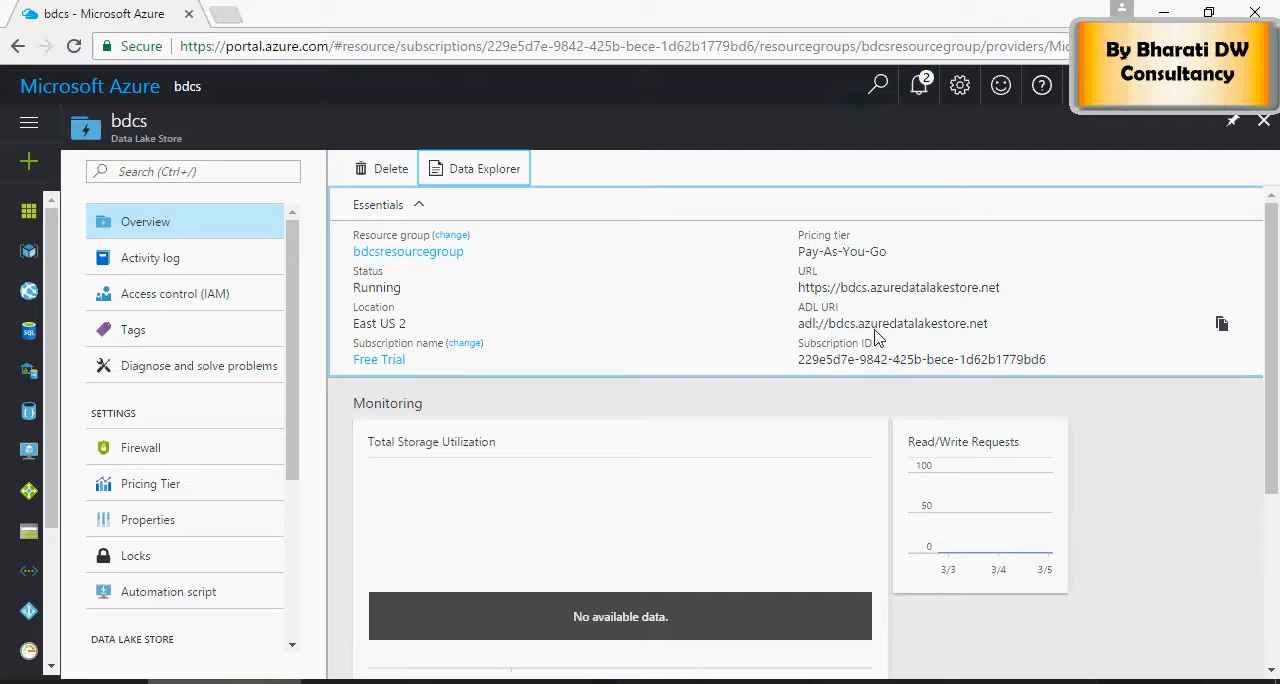 bdcs - Microsoft Azure
Secure
https://portal.azure.com/#resource/subscriptions/229e5d7e-9842-425b-bece-1d62b1779bd6/resourcegroups/bdcsresourcegroup/providers/Mic
By Bharati DW
Consultancy
Microsoft Azure bdcs
2
bdcs
Data Lake Store
Search (Ctrl+/)
Overview
Activity log
Access control (IAM)
Tags
Diagnose and solve problems
SETTINGS
Firewall
Pricing Tier
Properties
Locks
Automation script
DATA LAKE STORE
SQL
Delete
Data Explorer
Essentials
Resource group (change)
bdcsresourcegroup
Status
Running
Location
East US 2
Subscription name (change)
Free Trial
Pricing tier
Pay-As-You-Go
URL
https://bdcs.azuredatalakestore.net
ADL URI
adl://bdcs.azuredatalakestore.net
Subscription ID
229e5d7e-9842-425b-bece-1d62b1779bd6
Monitoring
Total Storage Utilization
No available data.
Read/Write Requests
100
50
0
3/3 3/4 3/5